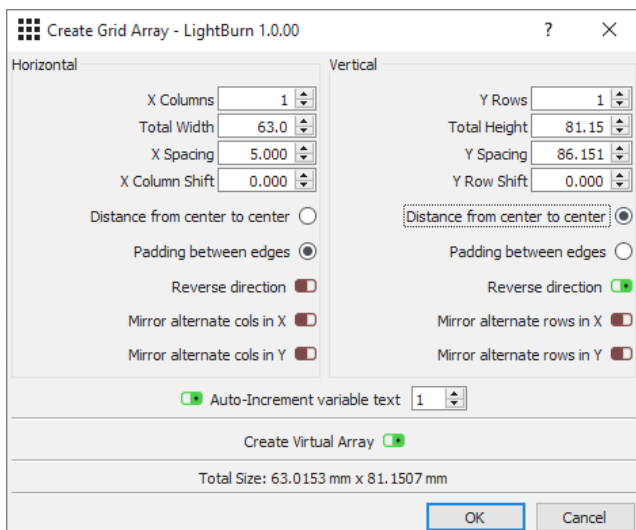 Create Grid Array - LightBurn 1.0.00 ?
Horizontal
X Columns 1
Total Width 63.0
X Spacing 5.000
X Column Shift 0.000
Distance from center to center
Padding between edges
Reverse direction
Mirror alternate cols in X
Mirror alternate cols in Y
Vertical
Y Rows 1
Total Height 81.15
Y Spacing 86.151
Y Row Shift 0.000
Distance from center to center
Padding between edges
Reverse direction
Mirror alternate rows in X
Mirror alternate rows in Y
Auto-Increment variable text 1
Create Virtual Array
Total Size: 63.0153 mm x 81.1507 mm
OK Cancel